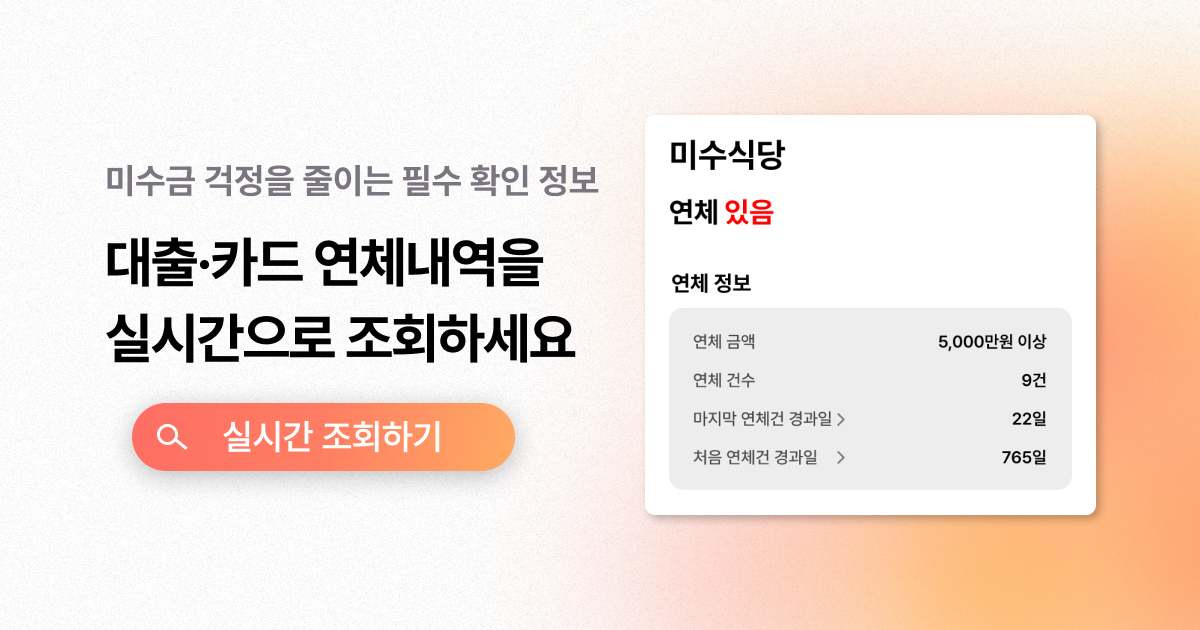 미수금 걱정을 줄이는 필수 확인 정보
대출·카드 연체내역을
실시간으로 조회하세요
실시간 조회하기
미수식당
연체 있음
연체 정보
연체 금액 5,000만원 이상
연체 건수 9건
마지막 연체건 경과일 > 22일
처음 연체건 경과일 > 765일